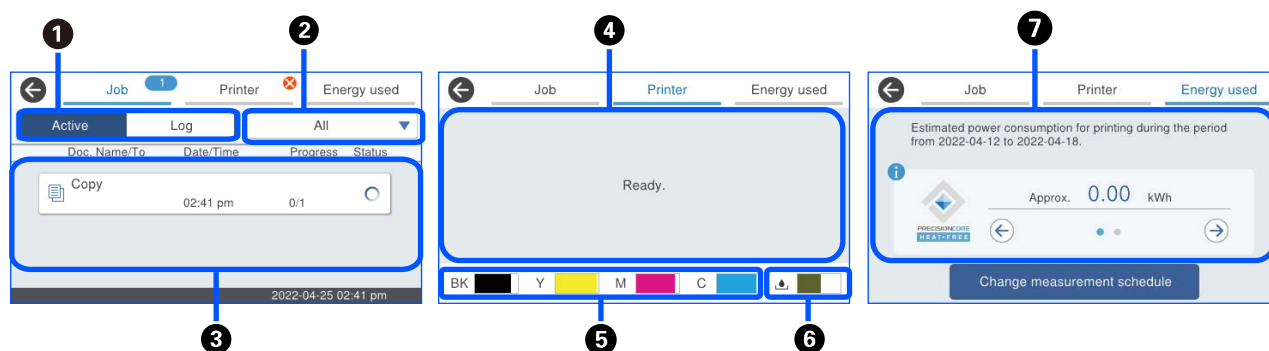 1
2
4
7
Job 1 Printer Energy used
Active Log All
Doc. Name/To Date/Time Progress Status
Copy
02:41 pm 0/1
2022-04-25 02:41 pm
3
Job Printer Energy used
Ready.
BK Y M C
5
6
Job Printer Energy used
Estimated power consumption for printing during the period
from 2022-04-12 to 2022-04-18.
i
Approx. 0.00 kWh
PRECISIONCORE
HEAT-FREE
Change measurement schedule